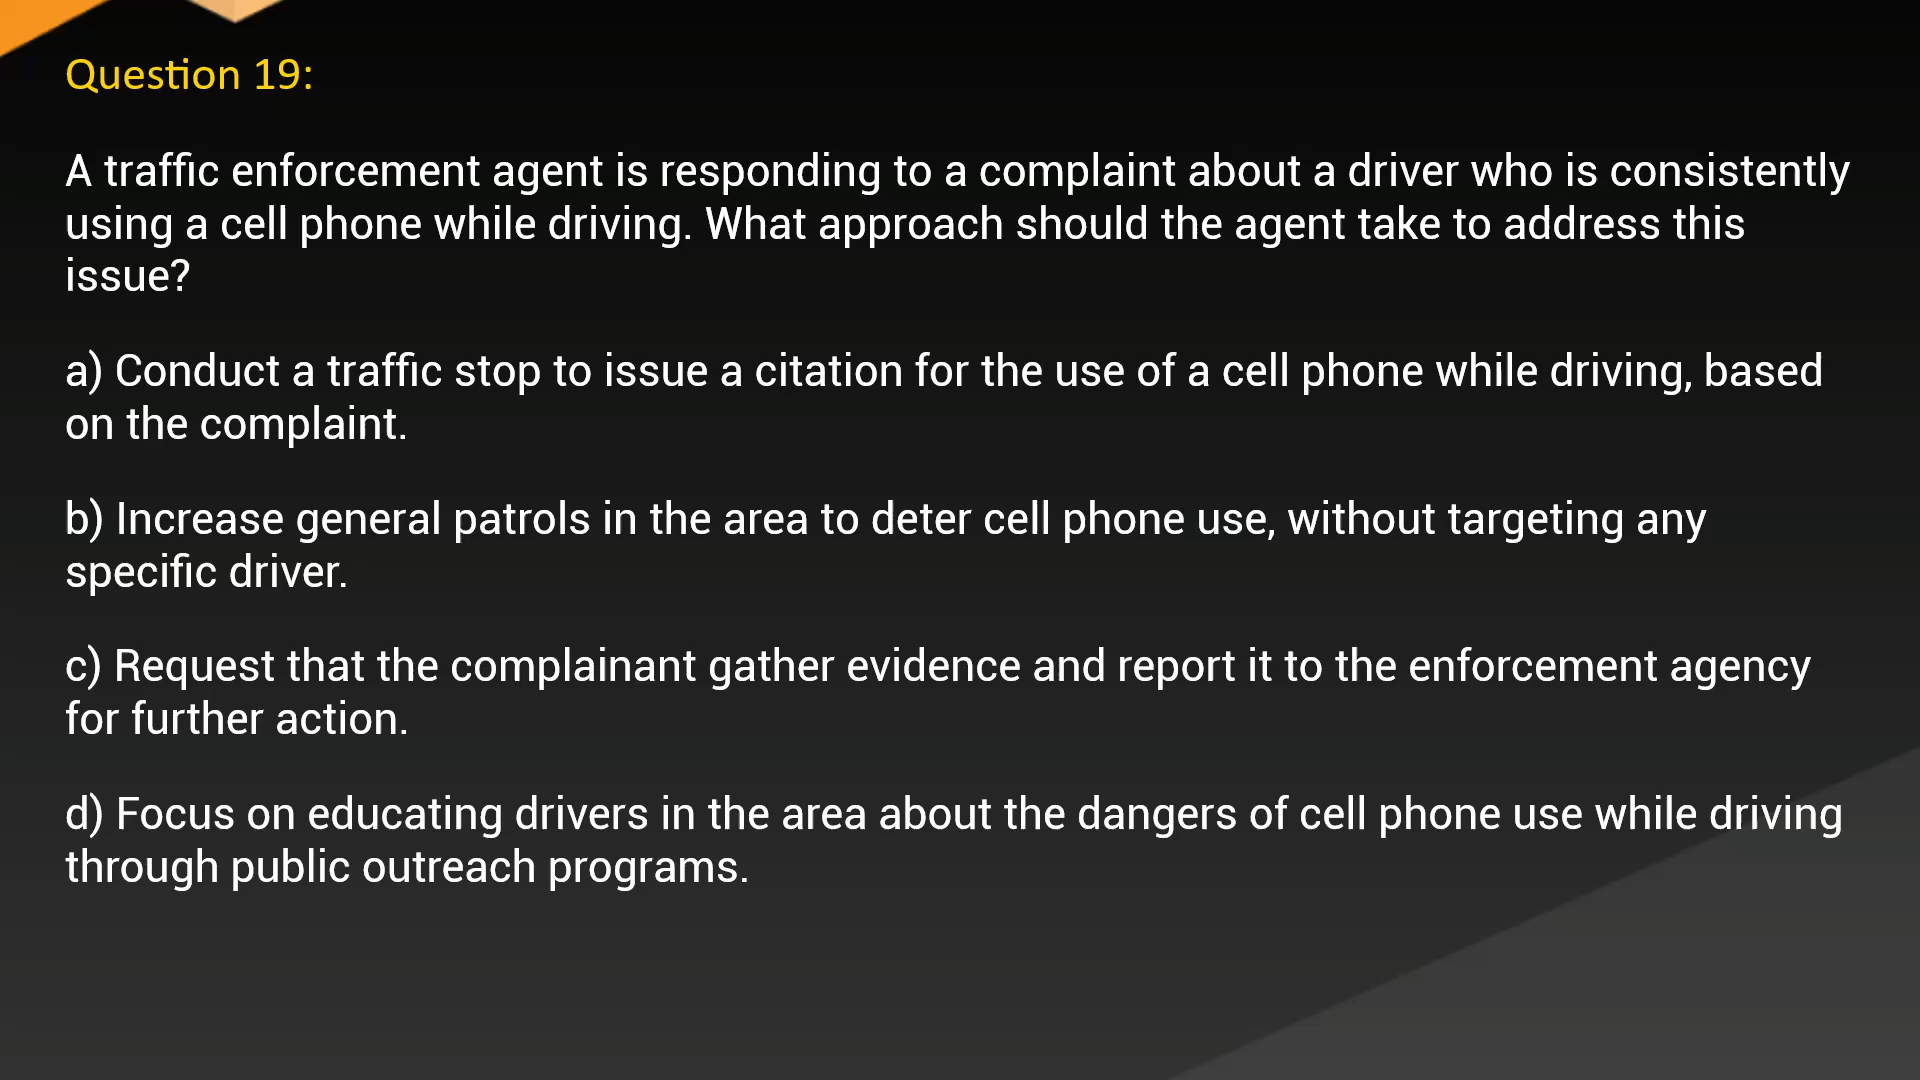 Question 19:
A traffic enforcement agent is responding to a complaint about a driver who is consistently
using a cell phone while driving. What approach should the agent take to address this
issue?
a) Conduct a traffic stop to issue a citation for the use of a cell phone while driving, based
on the complaint.
b) Increase general patrols in the area to deter cell phone use, without targeting any
specific driver.
c) Request that the complainant gather evidence and report it to the enforcement agency
for further action.
d) Focus on educating drivers in the area about the dangers of cell phone use while driving
through public outreach programs.